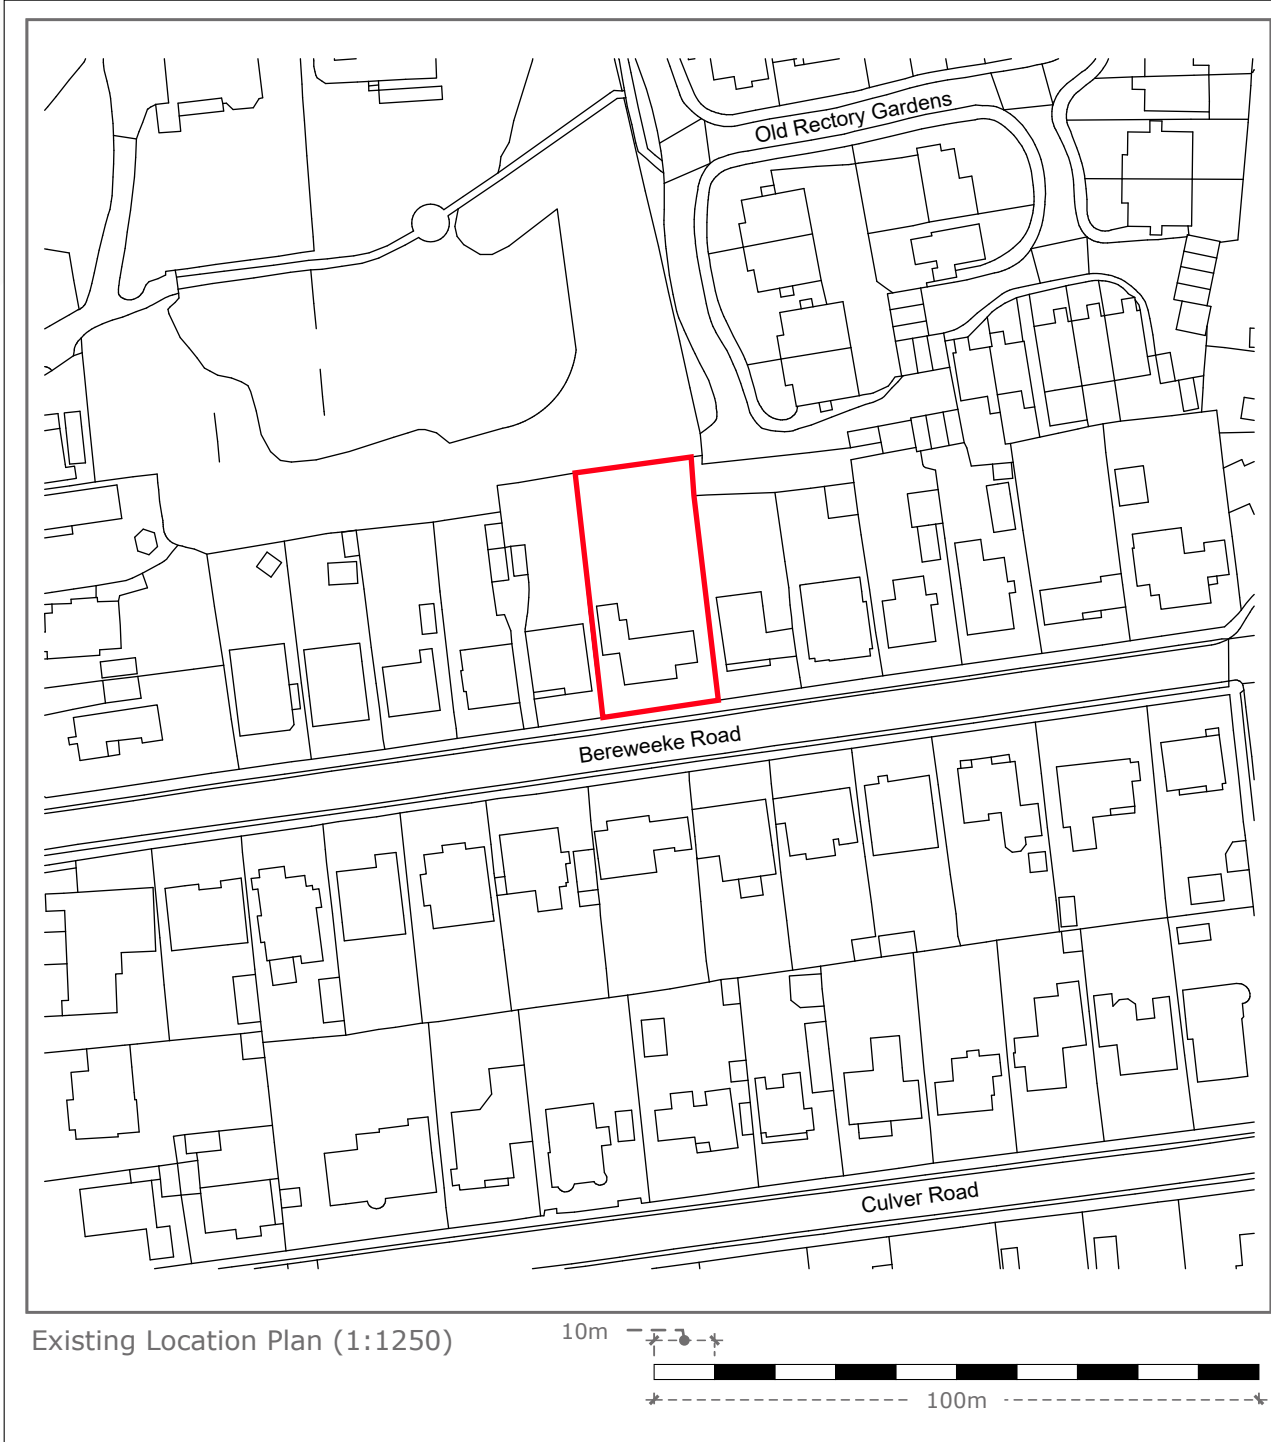 Old Rectory Gardens
Bereweeke Road
Culver Road
Existing Location Plan (1:1250)
10m
100m